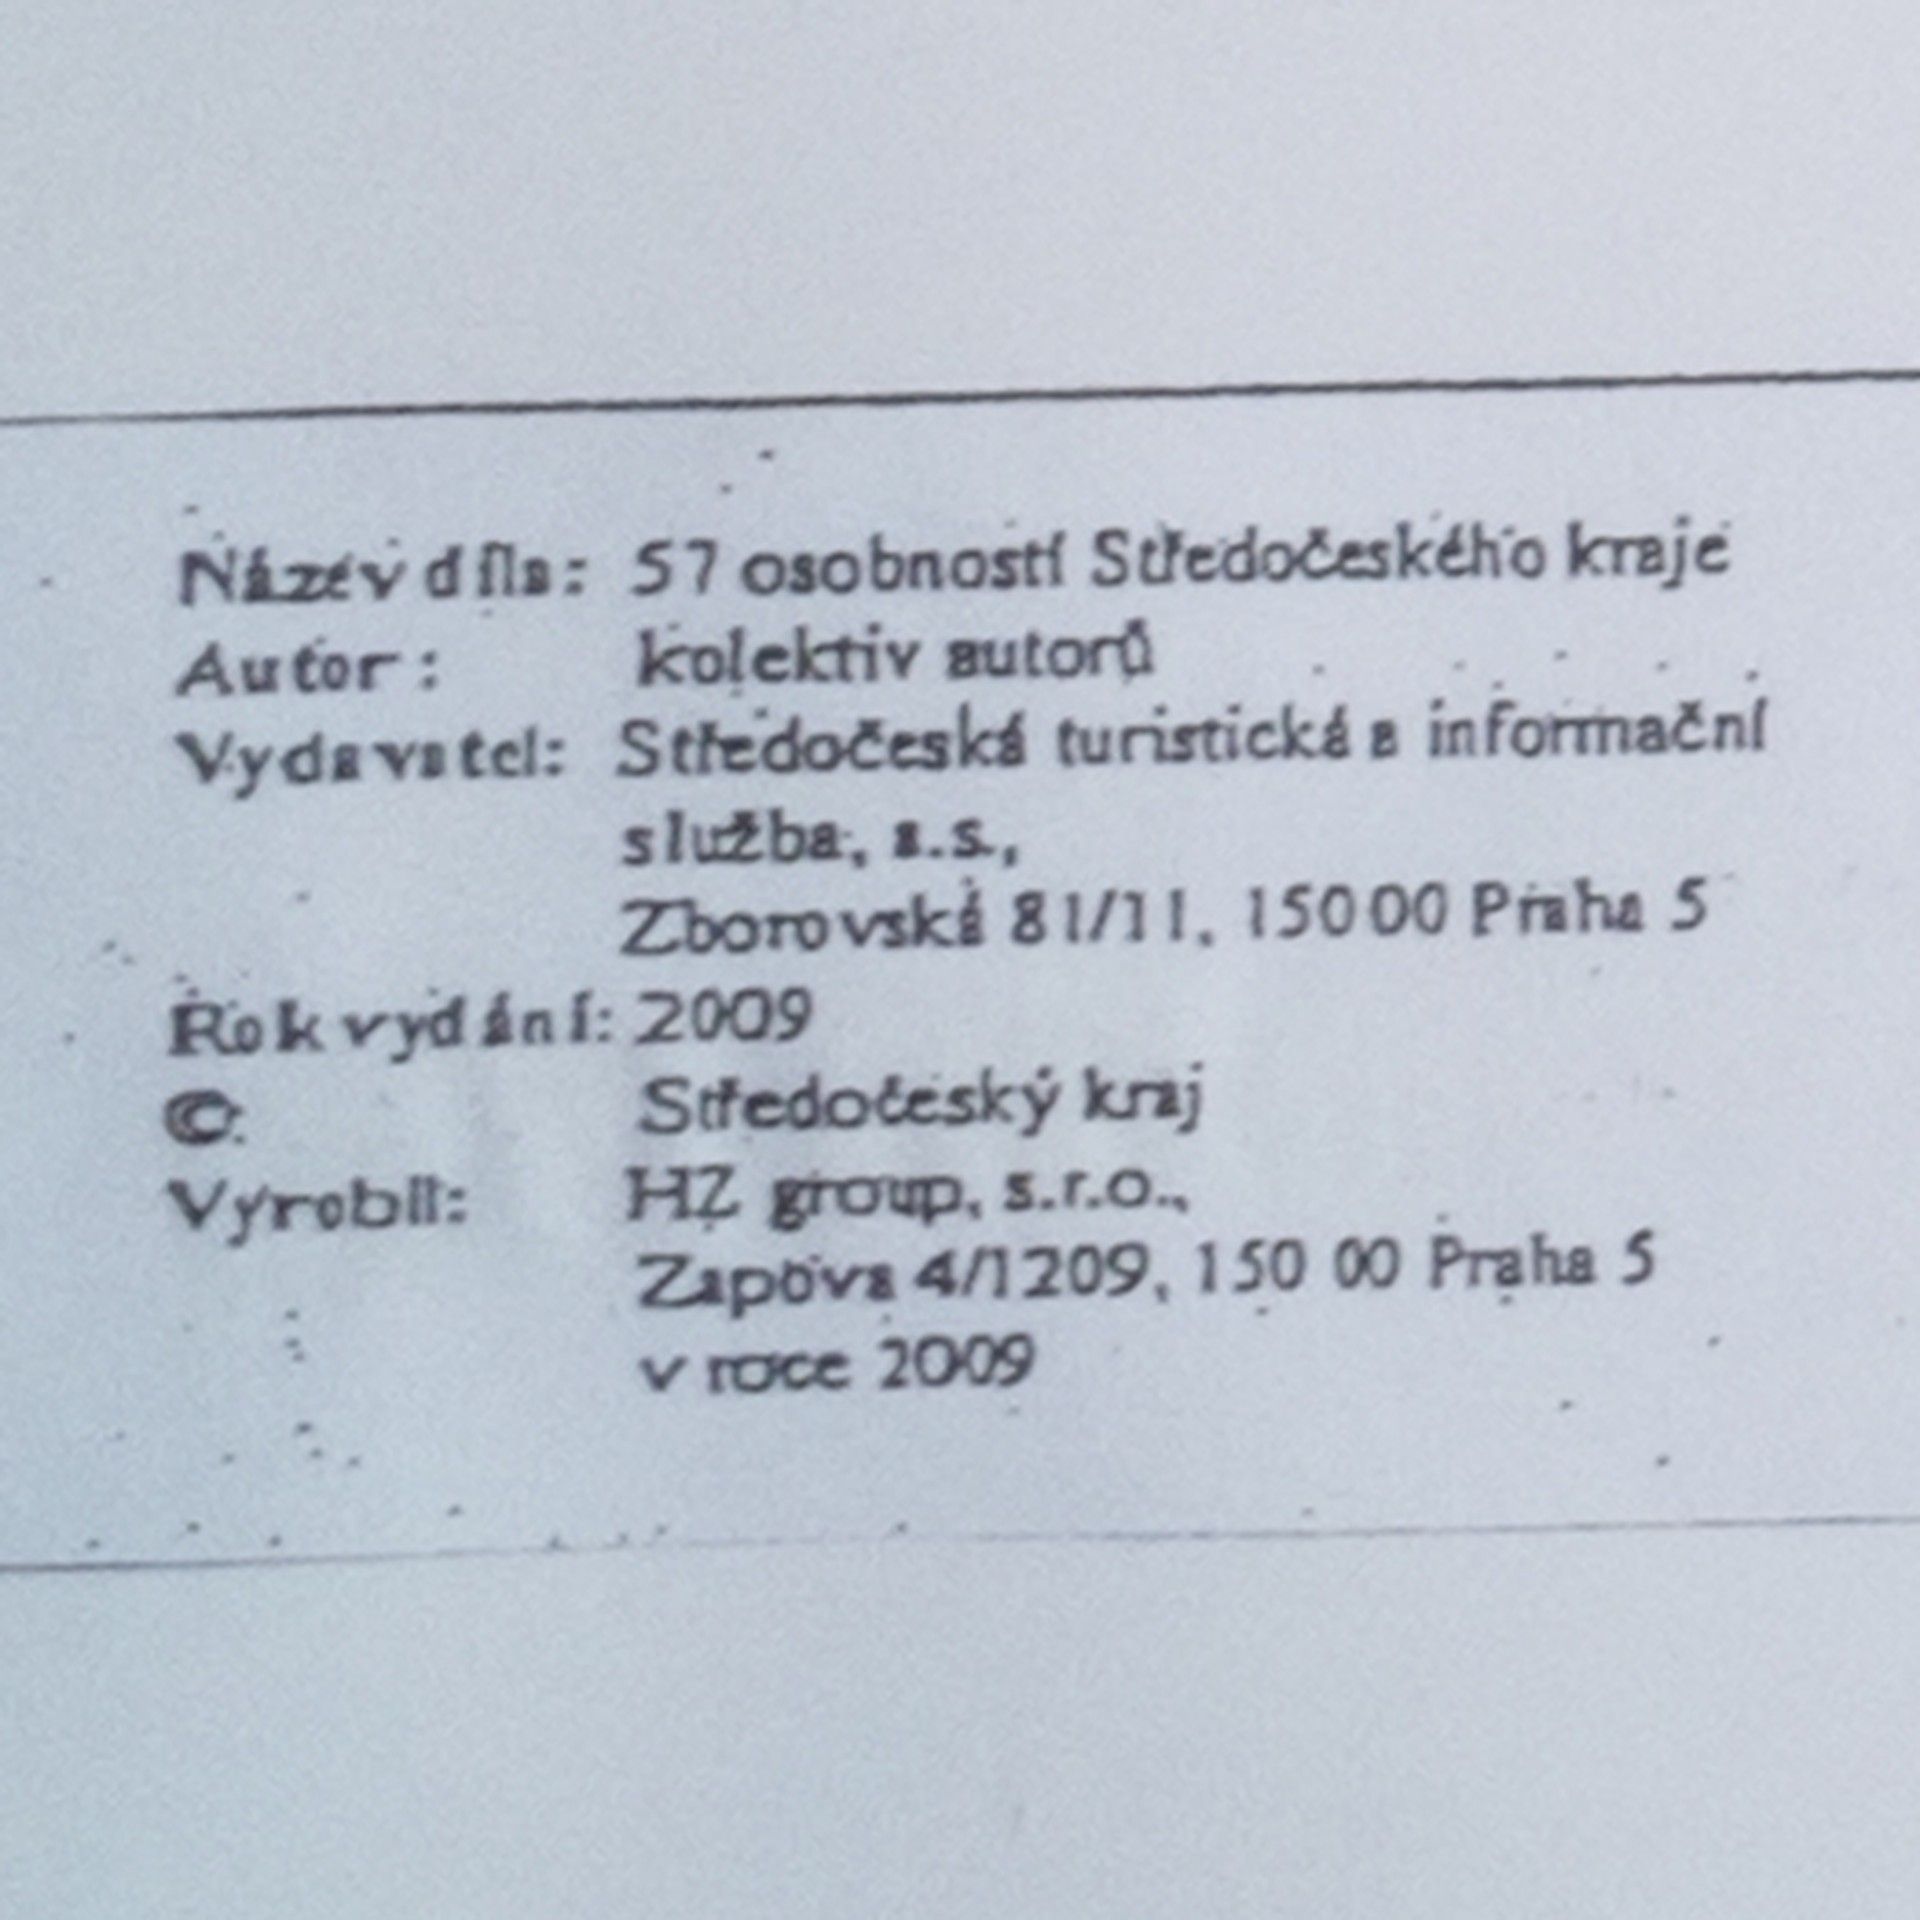 Název díla: 57 osobností Středočeského kraje
Autor: kolektiv autorů
Vydavatel: Středočeská turistická a informační
služba, a.s.,
Zborovská 81/11, 150 00 Praha 5
Rok vydání: 2009
©: Středočeský kraj
Vyrobil: HZ group, s.r.o.,
Zapova 4/1209, 150 00 Praha 5
v roce 2009